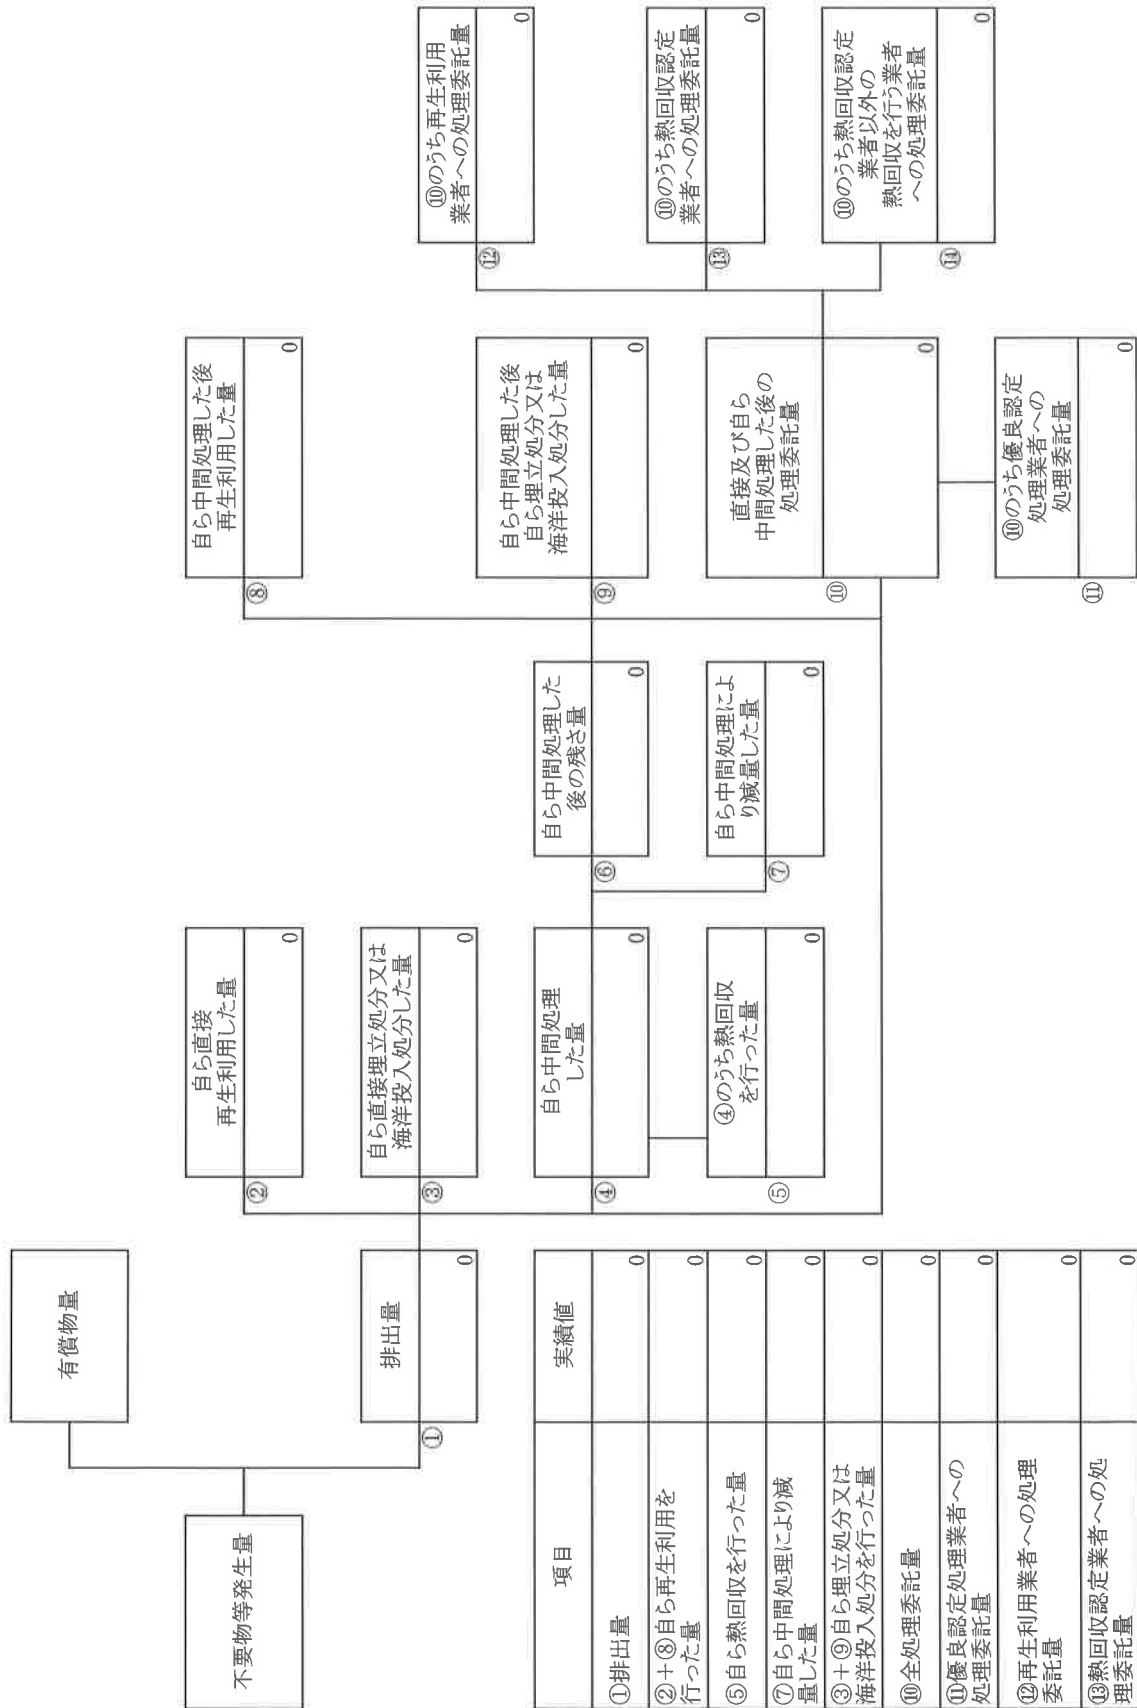 不要物等発生量
有償物量
①
排出量
0
②
自ら直接
再生利用した量
0
③
自ら直接埋立処分又は
海洋投入処分した量
0
④
自ら中間処理
した量
0
⑤
④のうち熱回収
を行った量
0
⑥
自ら中間処理した
後の残さ量
0
⑦
自ら中間処理によ
り減量した量
0
⑧
自ら中間処理した後
再生利用した量
0
⑨
自ら中間処理した後
自ら埋立処分又は
海洋投入処分した量
0
⑩
直接及び自ら
中間処理した後の
処理委託量
0
⑪
⑩のうち優良認定
処理業者への
処理委託量
0
⑫
⑩のうち再生利用
業者への処理委託量
0
⑬
⑩のうち熱回収認定
業者への処理委託量
0
⑭
⑩のうち熱回収認定
業者以外の
熱回収を行う業者
への処理委託量
0
項目 実績値
①排出量 0
②+⑧自ら再生利用を
行った量 0
⑤自ら熱回収を行った量 0
⑦自ら中間処理により減
量した量 0
③+⑨自ら埋立処分又は
海洋投入処分を行った量 0
⑩全処理委託量 0
⑪優良認定処理業者への
処理委託量 0
⑫再生利用業者への処理
委託量 0
⑬熱回収認定業者への処
理委託量 0